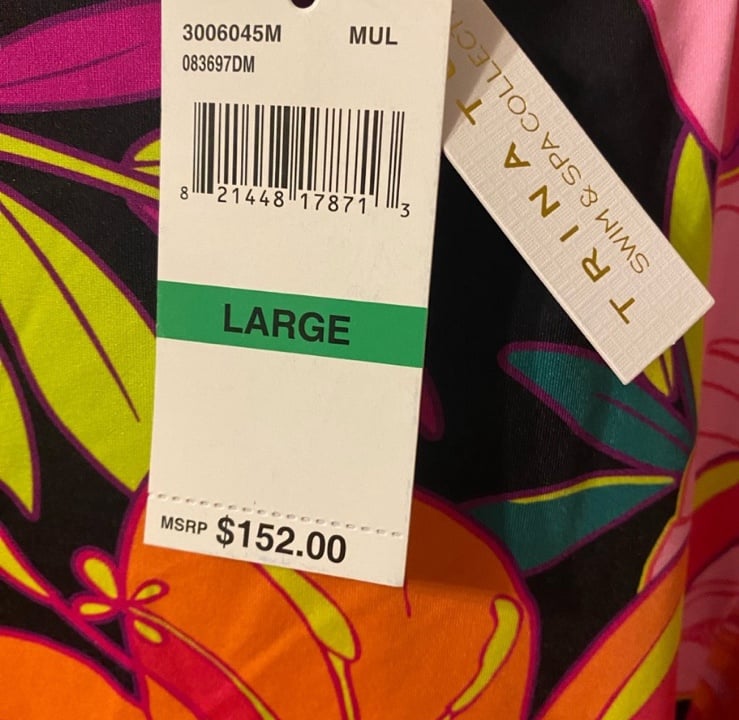 3006045M MUL
083697DM
8 21448 17871 3
LARGE
MSRP $152.00
TRINA
SWIM & SPA